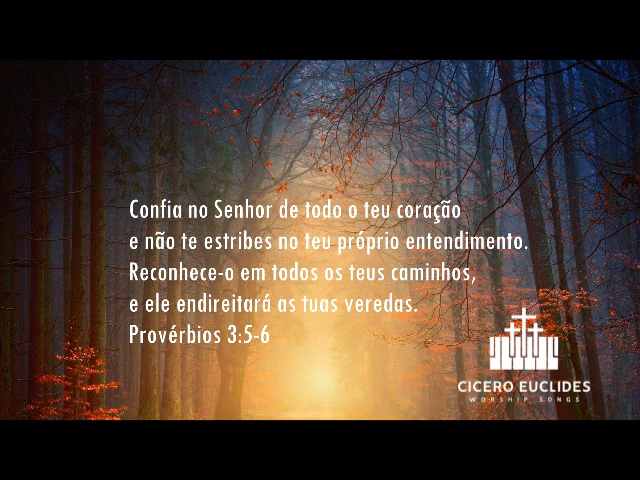 Confia no Senhor de todo o teu coração
e não te estribes no teu próprio entendimento.
Reconhece-o em todos os teus caminhos,
e ele endireitará as tuas veredas.
Provérbios 3:5-6
CICERO EUCLIDES
WORSHIP SONGS